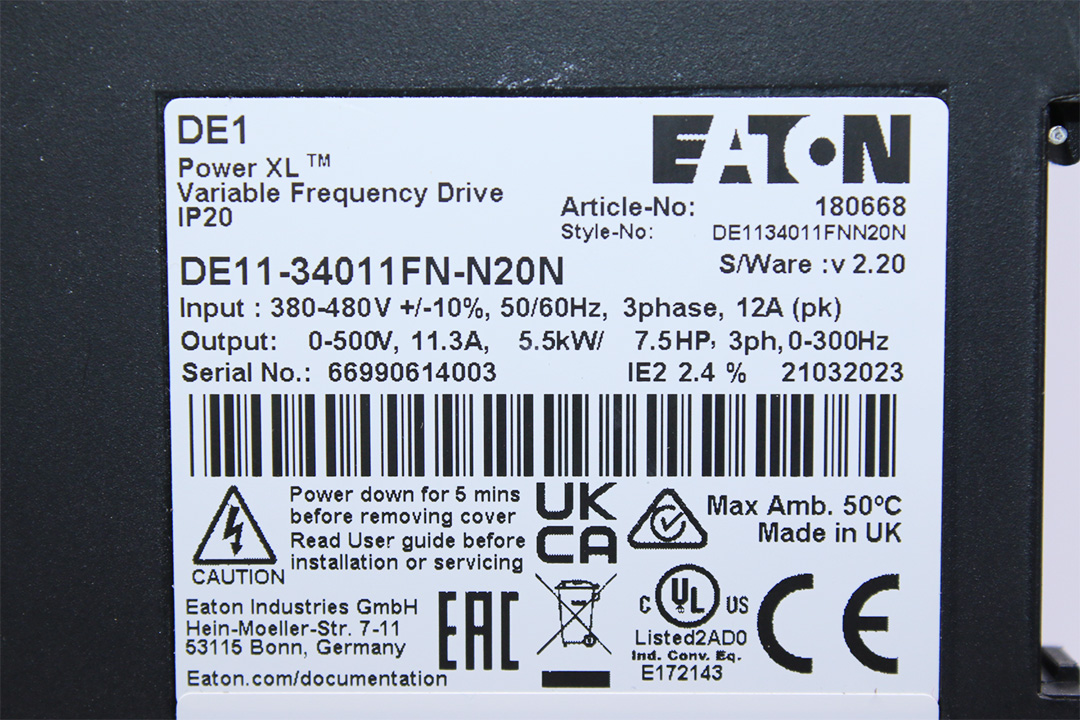 DE1
EATON
Power XL ™
Variable Frequency Drive
IP20
Article-No: 180668
Style-No: DE1134011FNN20N
DE11-34011FN-N20N
S/Ware :v 2.20
Input : 380-480V +/-10%, 50/60Hz, 3phase, 12A (pk)
Output: 0-500V, 11.3A, 5.5kW/ 7.5HP, 3ph, 0-300Hz
Serial No.: 66990614003 IE2 2.4 % 21032023
CAUTION
Power down for 5 mins
before removing cover
Read User guide before
installation or servicing
UK
CA
Max Amb. 50°C
Made in UK
Eaton Industries GmbH
Hein-Moeller-Str. 7-11
53115 Bonn, Germany
Eaton.com/documentation
EAC
C UL US
Listed2AD0
Ind. Conv. Eq.
E172143
CE